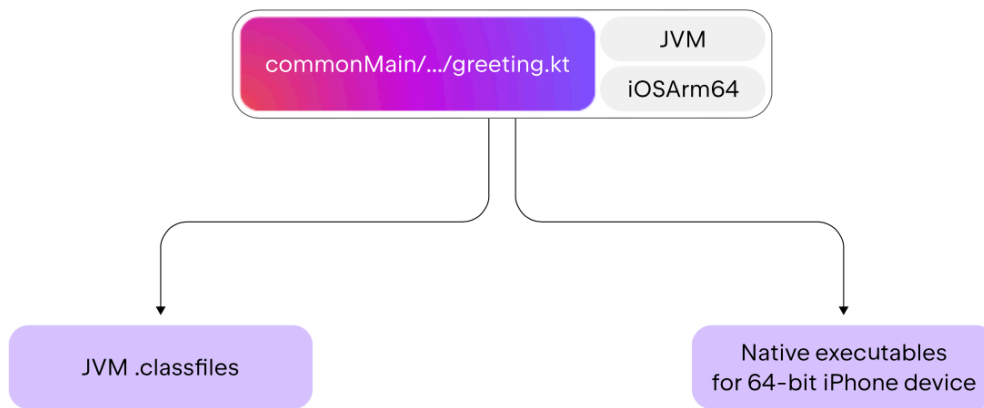 commonMain/.../greeting.kt
JVM
iOSArm64
JVM .classfiles
Native executables
for 64-bit iPhone device